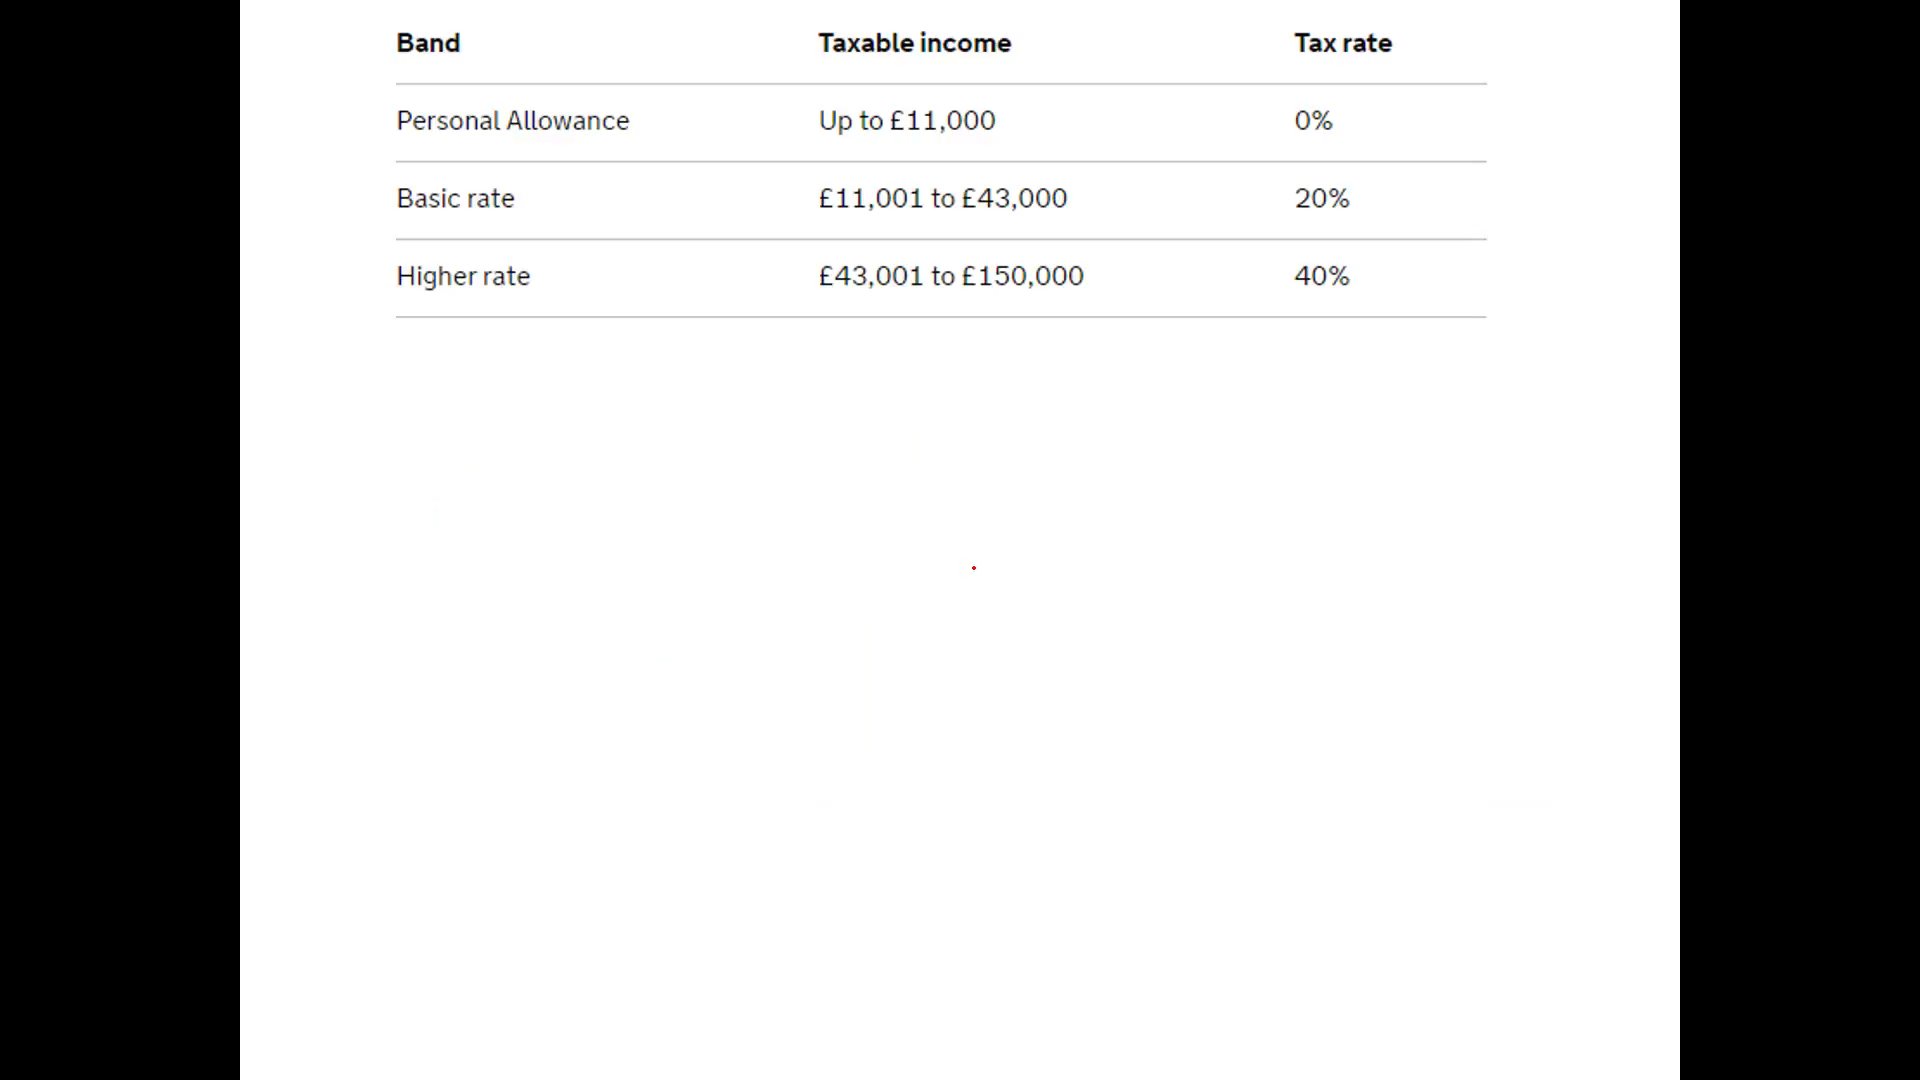 Band Taxable income Tax rate
Personal Allowance Up to £11,000 0%
Basic rate £11,001 to £43,000 20%
Higher rate £43,001 to £150,000 40%